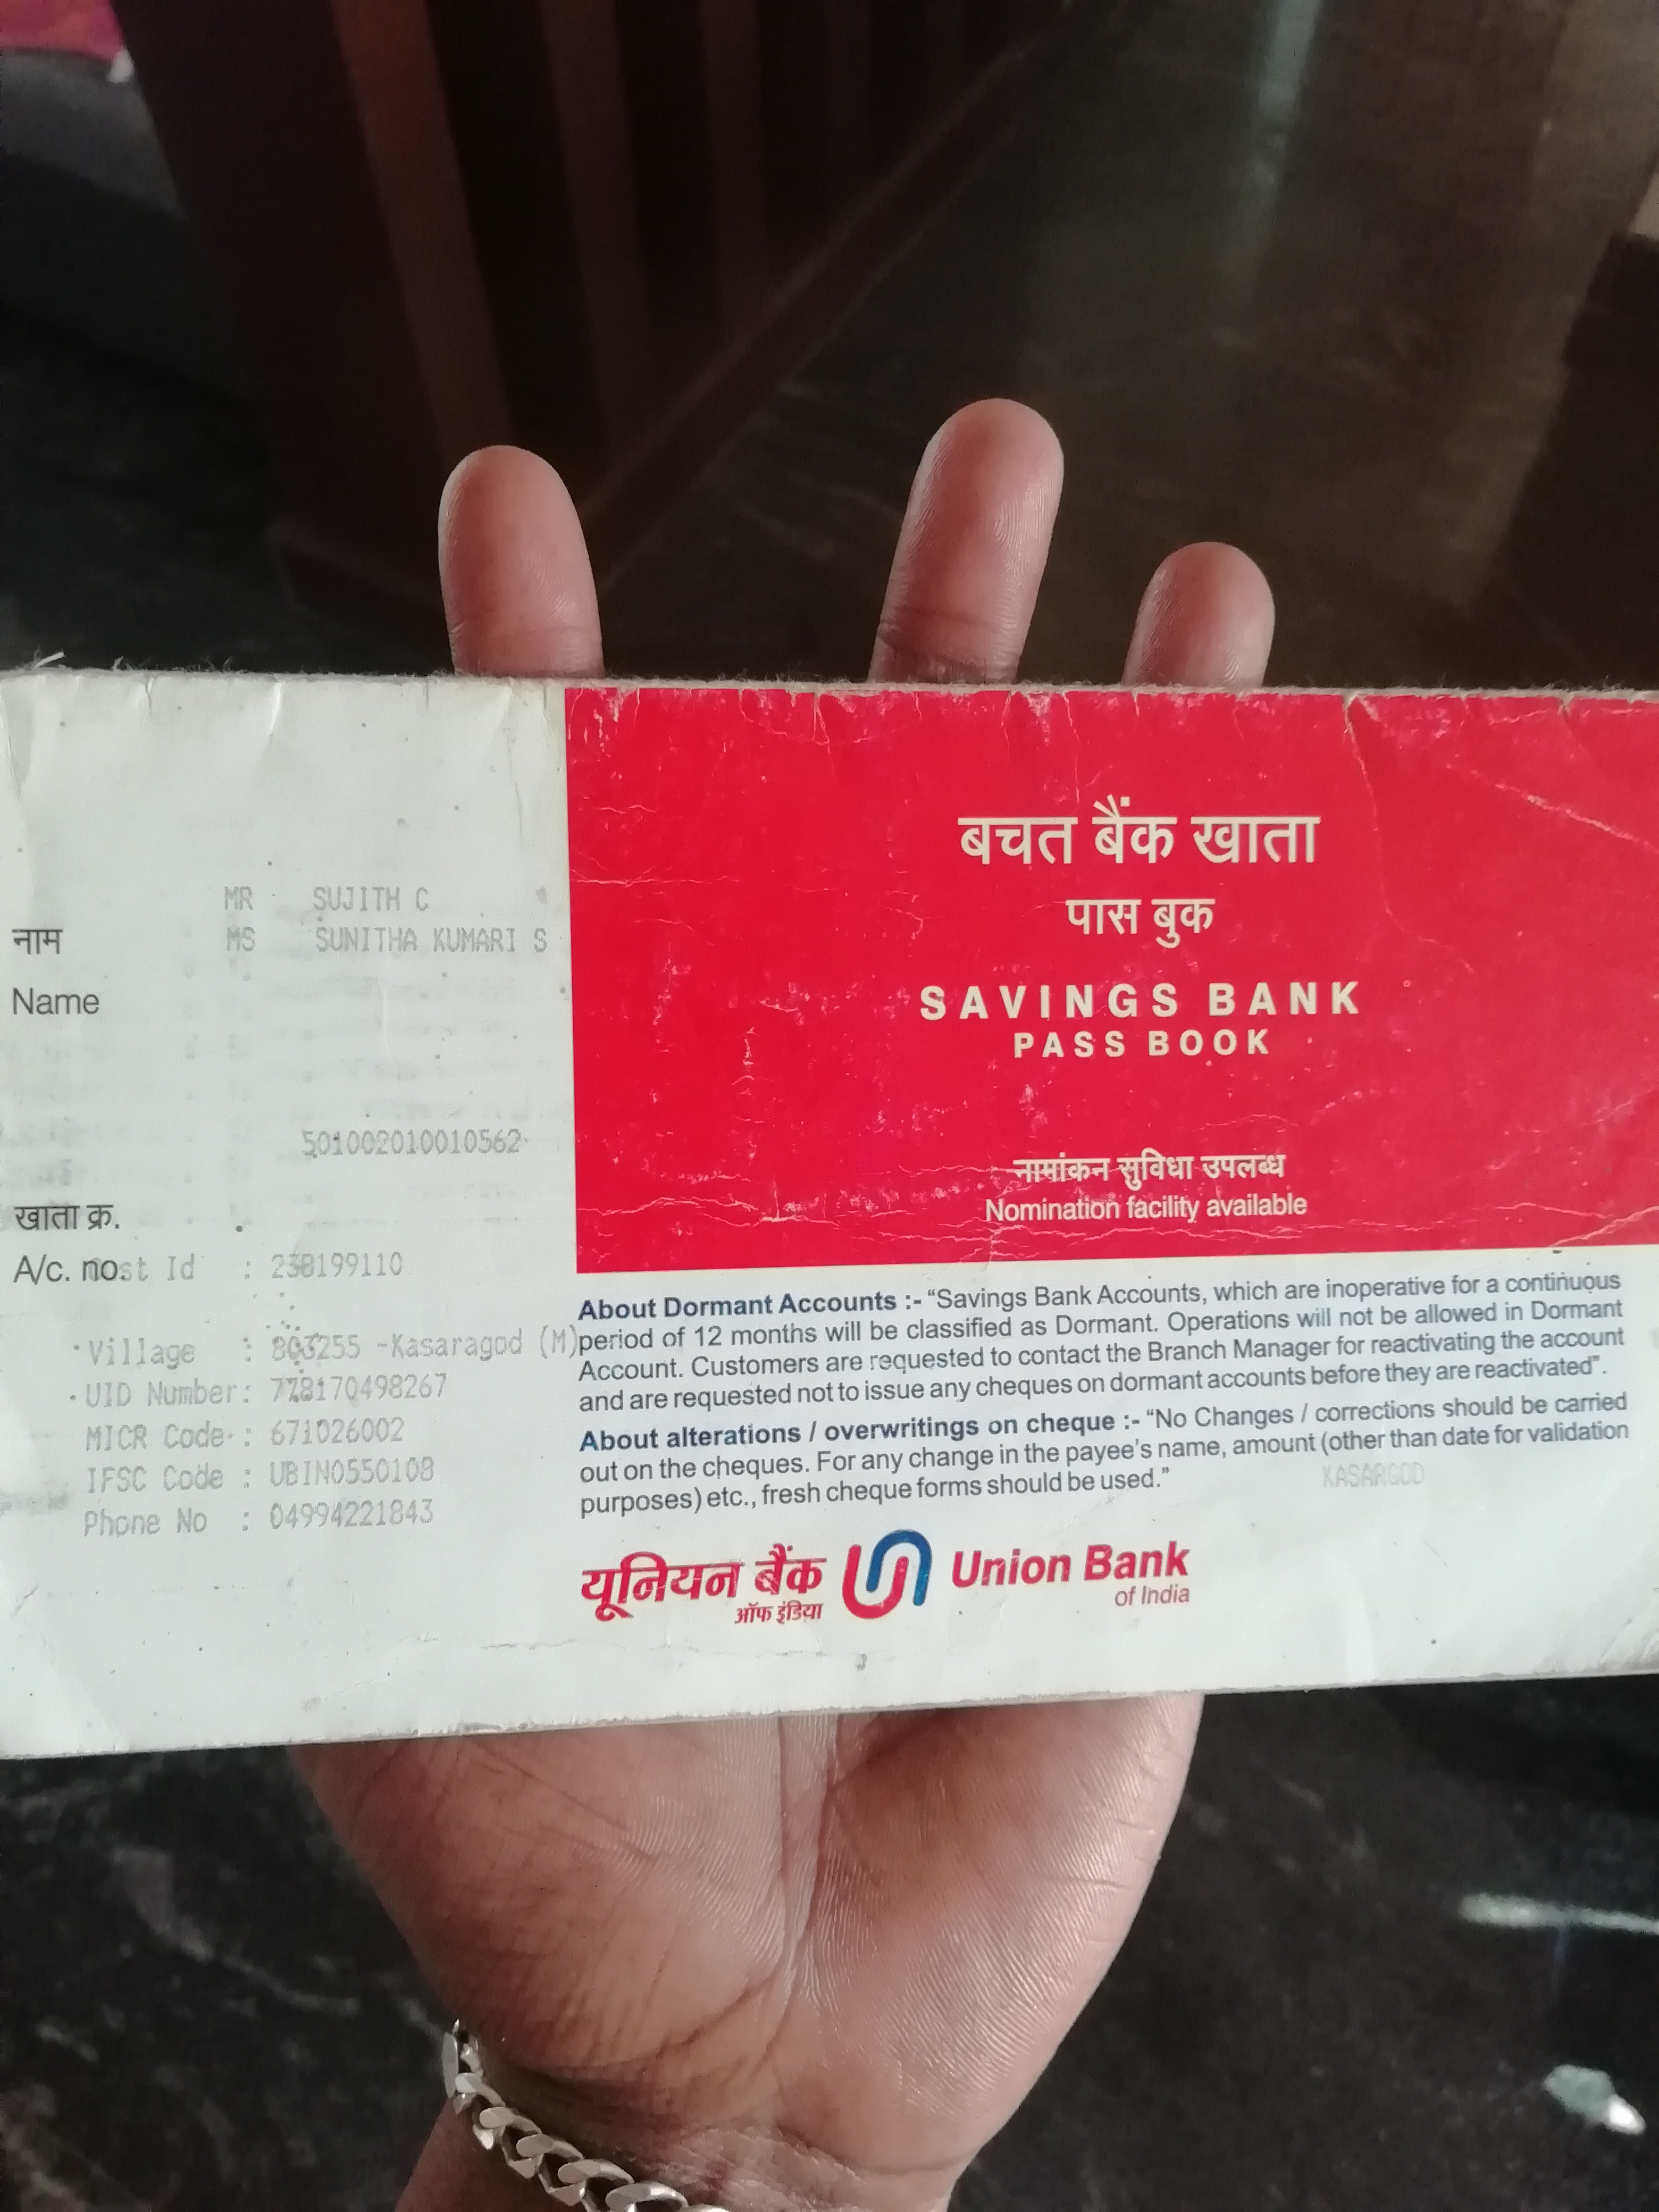 MR SUJITH C
नाम MS SUNITHA KUMARI S
Name
501002010010562
खाता क्र.
A/c. no. st Id : 238199110
Village : 803255 -Kasaragod (M)
UID Number: 778170498267
MICR Code : 671026002
IFSC Code : UBIN0550108
Phone No : 04994221843
बचत बैंक खाता
पास बुक
SAVINGS BANK
PASS BOOK
नामांकन सुविधा उपलब्ध
Nomination facility available
About Dormant Accounts :- “Savings Bank Accounts, which are inoperative for a continuous
period of 12 months will be classified as Dormant. Operations will not be allowed in Dormant
Account. Customers are requested to contact the Branch Manager for reactivating the account
and are requested not to issue any cheques on dormant accounts before they are reactivated”.
About alterations / overwritings on cheque :- “No Changes / corrections should be carried
out on the cheques. For any change in the payee’s name, amount (other than date for validation
purposes) etc., fresh cheque forms should be used.”
KASARGOD
यूनियन बैंक Union Bank
ऑफ इंडिया of India